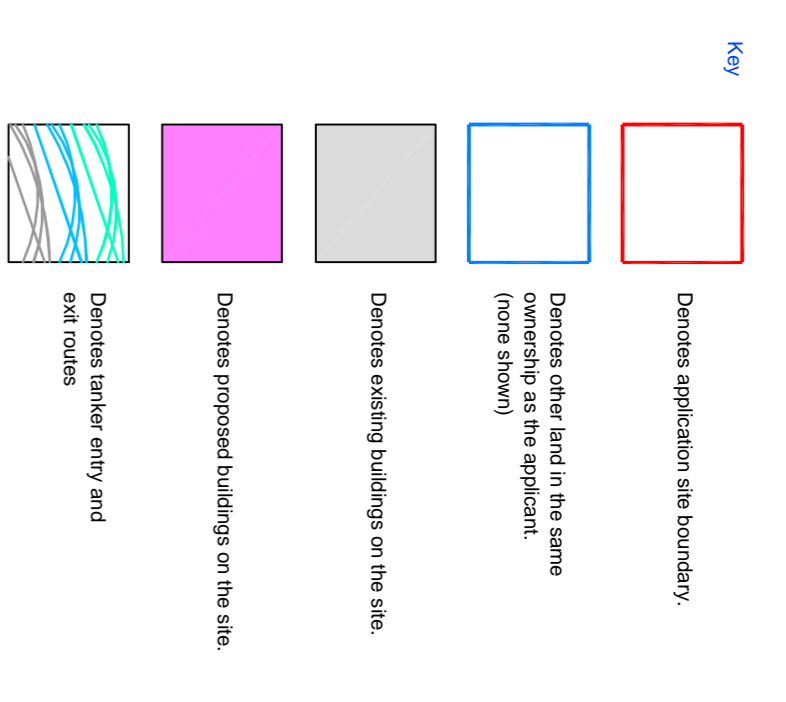 Key
Denotes application site boundary.
Denotes other land in the same
ownership as the applicant.
(none shown)
Denotes existing buildings on the site.
Denotes proposed buildings on the site.
Denotes tanker entry and
exit routes